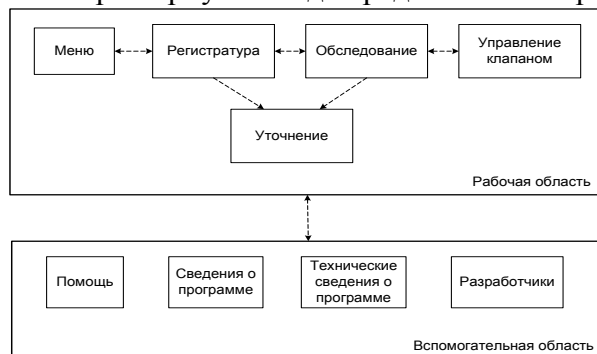 Меню
Регистратура
Обследование
Управление
клапаном
Уточнение
Рабочая область
Помощь
Сведения о
программе
Технические
сведения о
программе
Разработчики
Вспомогательная область